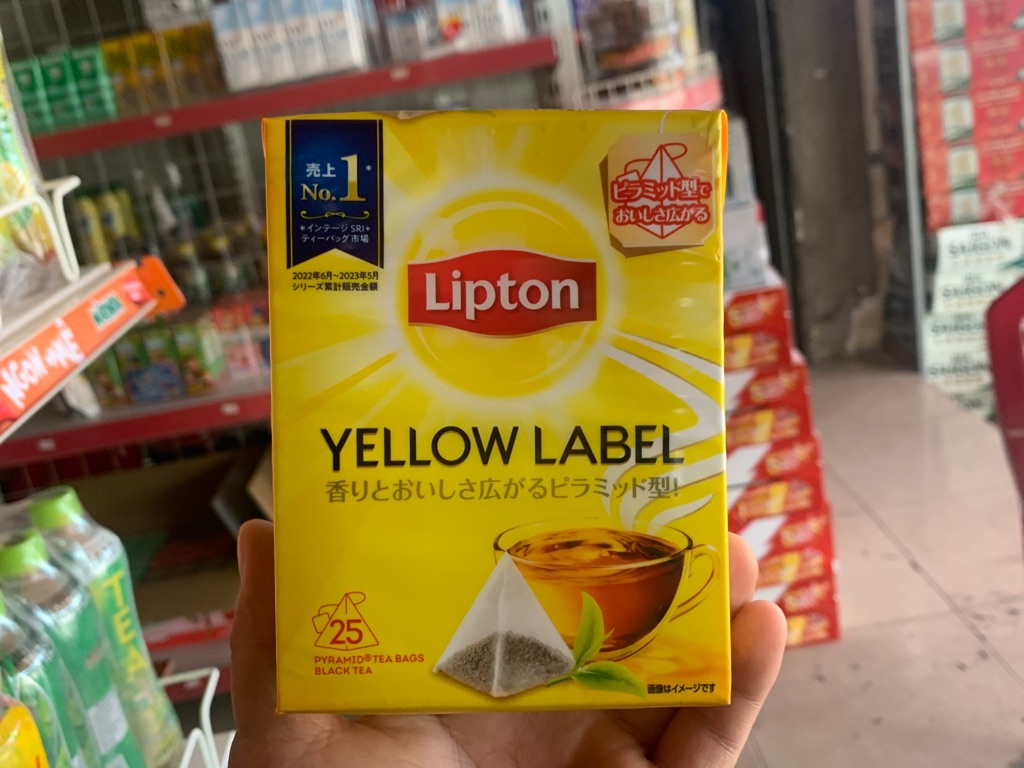 売上
No.1*
*インテージ SRI+
ティーバッグ市場
2022年6月~2023年5月
シリーズ累計販売金額
ピラミッド型で
おいしさ広がる
Lipton
YELLOW LABEL
香りとおいしさ広がるピラミッド型!
25
PYRAMID® TEA BAGS
BLACK TEA
画像はイメージです
TEA